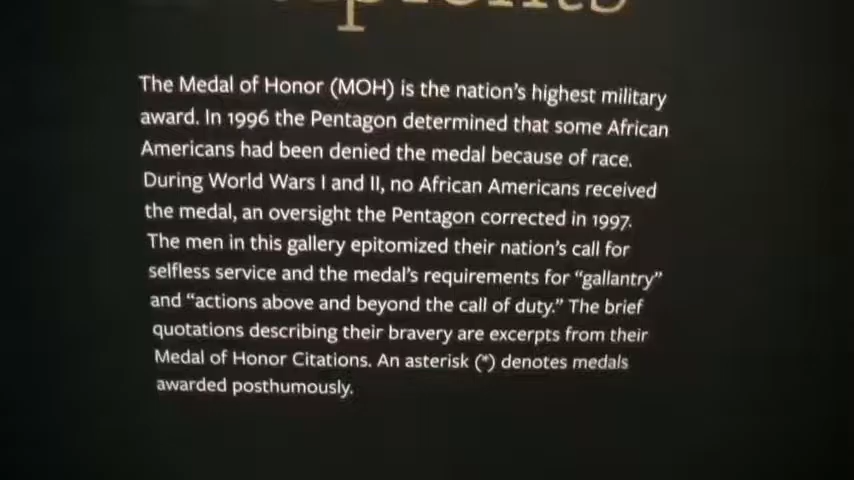 The Medal of Honor (MOH) is the nation's highest military
award. In 1996 the Pentagon determined that some African
Americans had been denied the medal because of race.
During World Wars I and II, no African Americans received
the medal, an oversight the Pentagon corrected in 1997.
The men in this gallery epitomized their nation's call for
selfless service and the medal's requirements for “gallantry”
and “actions above and beyond the call of duty.” The brief
quotations describing their bravery are excerpts from their
Medal of Honor Citations. An asterisk (*) denotes medals
awarded posthumously.